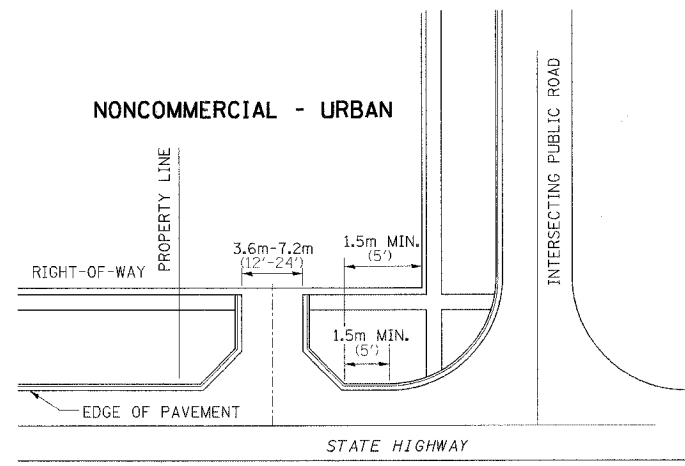 NONCOMMERCIAL - URBAN
PROPERTY LINE
INTERSECTING PUBLIC ROAD
3.6m-7.2m
(12'-24')
1.5m MIN.
(5')
RIGHT-OF-WAY
1.5m MIN.
(5')
EDGE OF PAVEMENT
STATE HIGHWAY